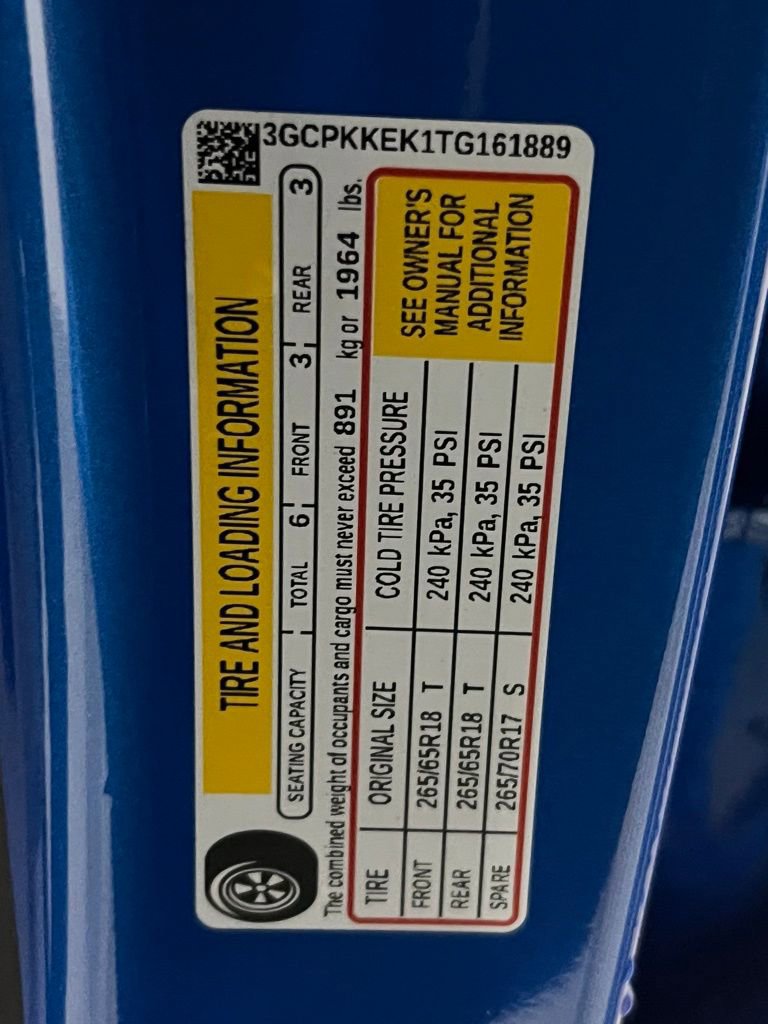 3GCPKKEK1TG161889
TIRE AND LOADING INFORMATION
SEATING CAPACITY TOTAL 6 FRONT 3 REAR 3
The combined weight of occupants and cargo must never exceed 891 kg or 1964 lbs.
TIRE ORIGINAL SIZE COLD TIRE PRESSURE
FRONT 265/65R18 T 240 kPa, 35 PSI
REAR 265/65R18 T 240 kPa, 35 PSI
SPARE 265/70R17 S 240 kPa, 35 PSI
SEE OWNER'S
MANUAL FOR
ADDITIONAL
INFORMATION